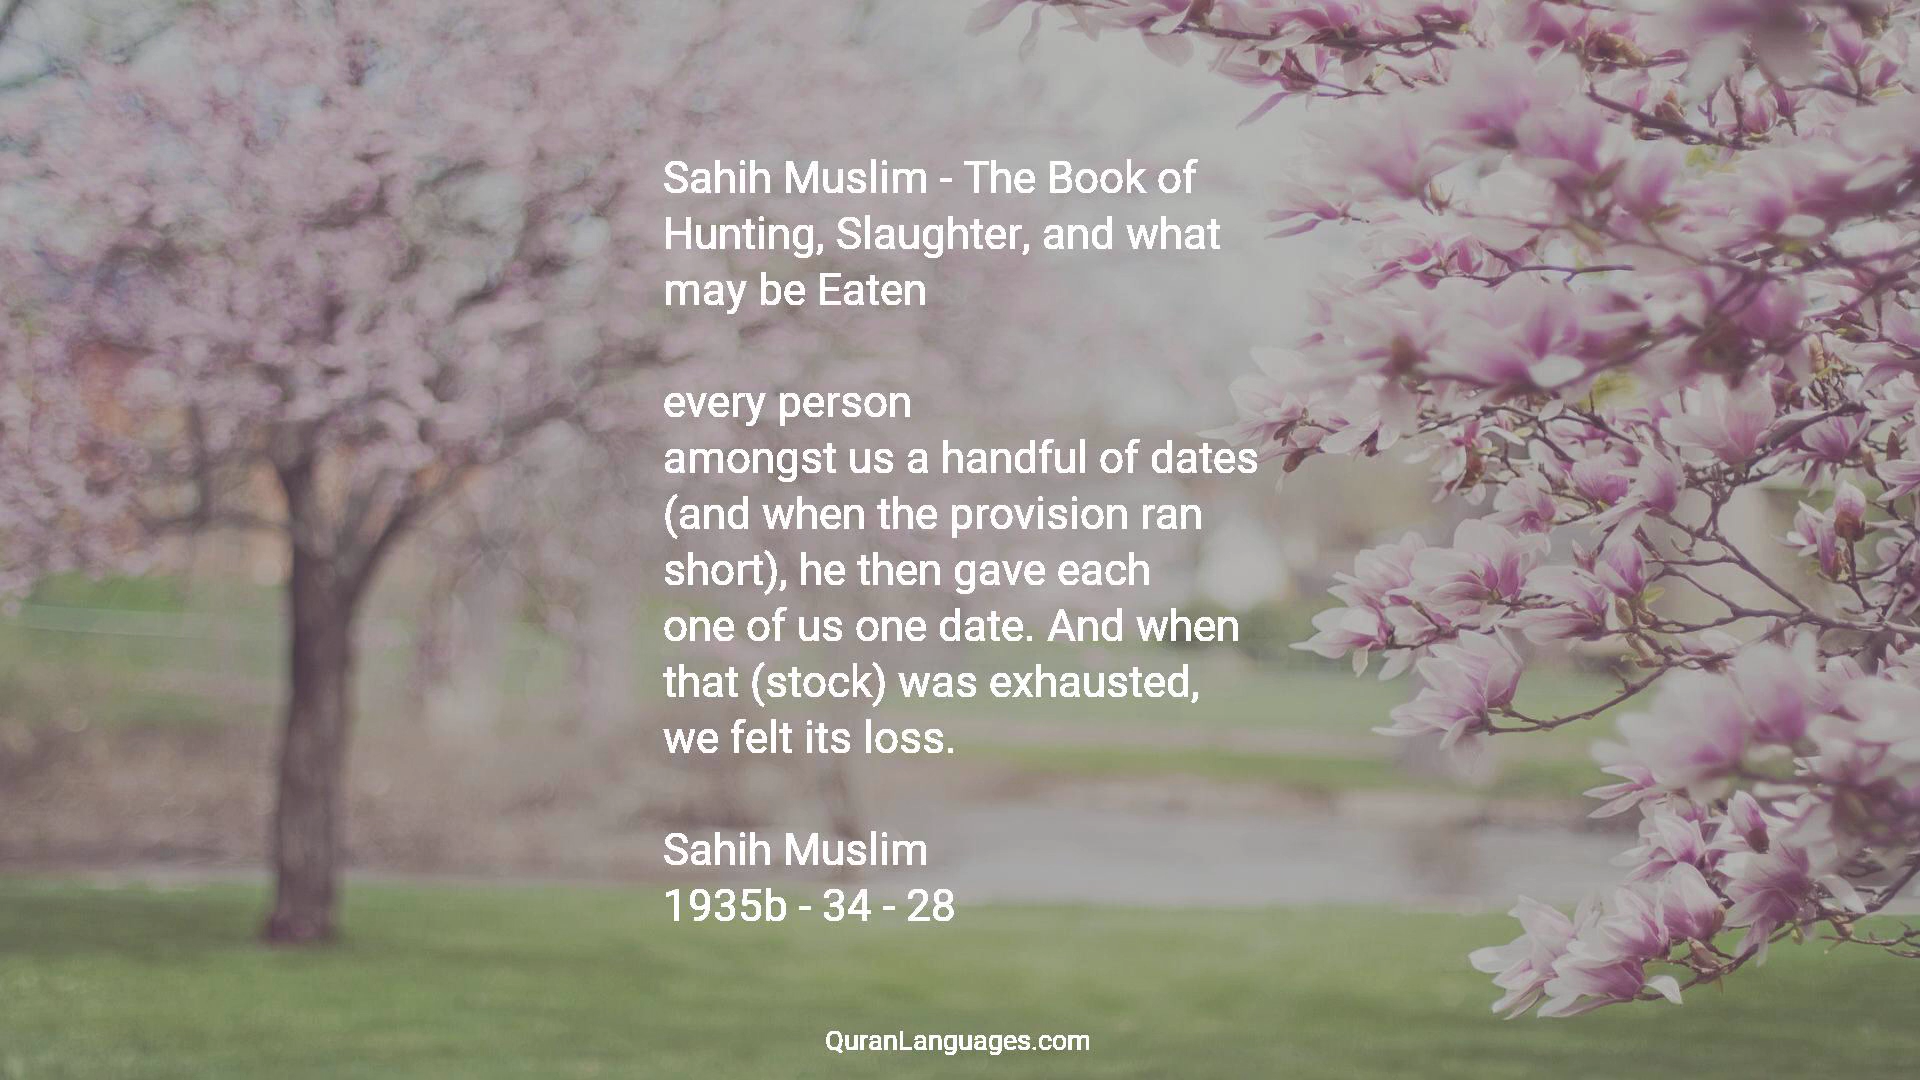 Sahih Muslim - The Book of
Hunting, Slaughter, and what
may be Eaten
every person
amongst us a handful of dates
(and when the provision ran
short), he then gave each
one of us one date. And when
that (stock) was exhausted,
we felt its loss.
Sahih Muslim
1935b - 34 - 28
QuranLanguages.com